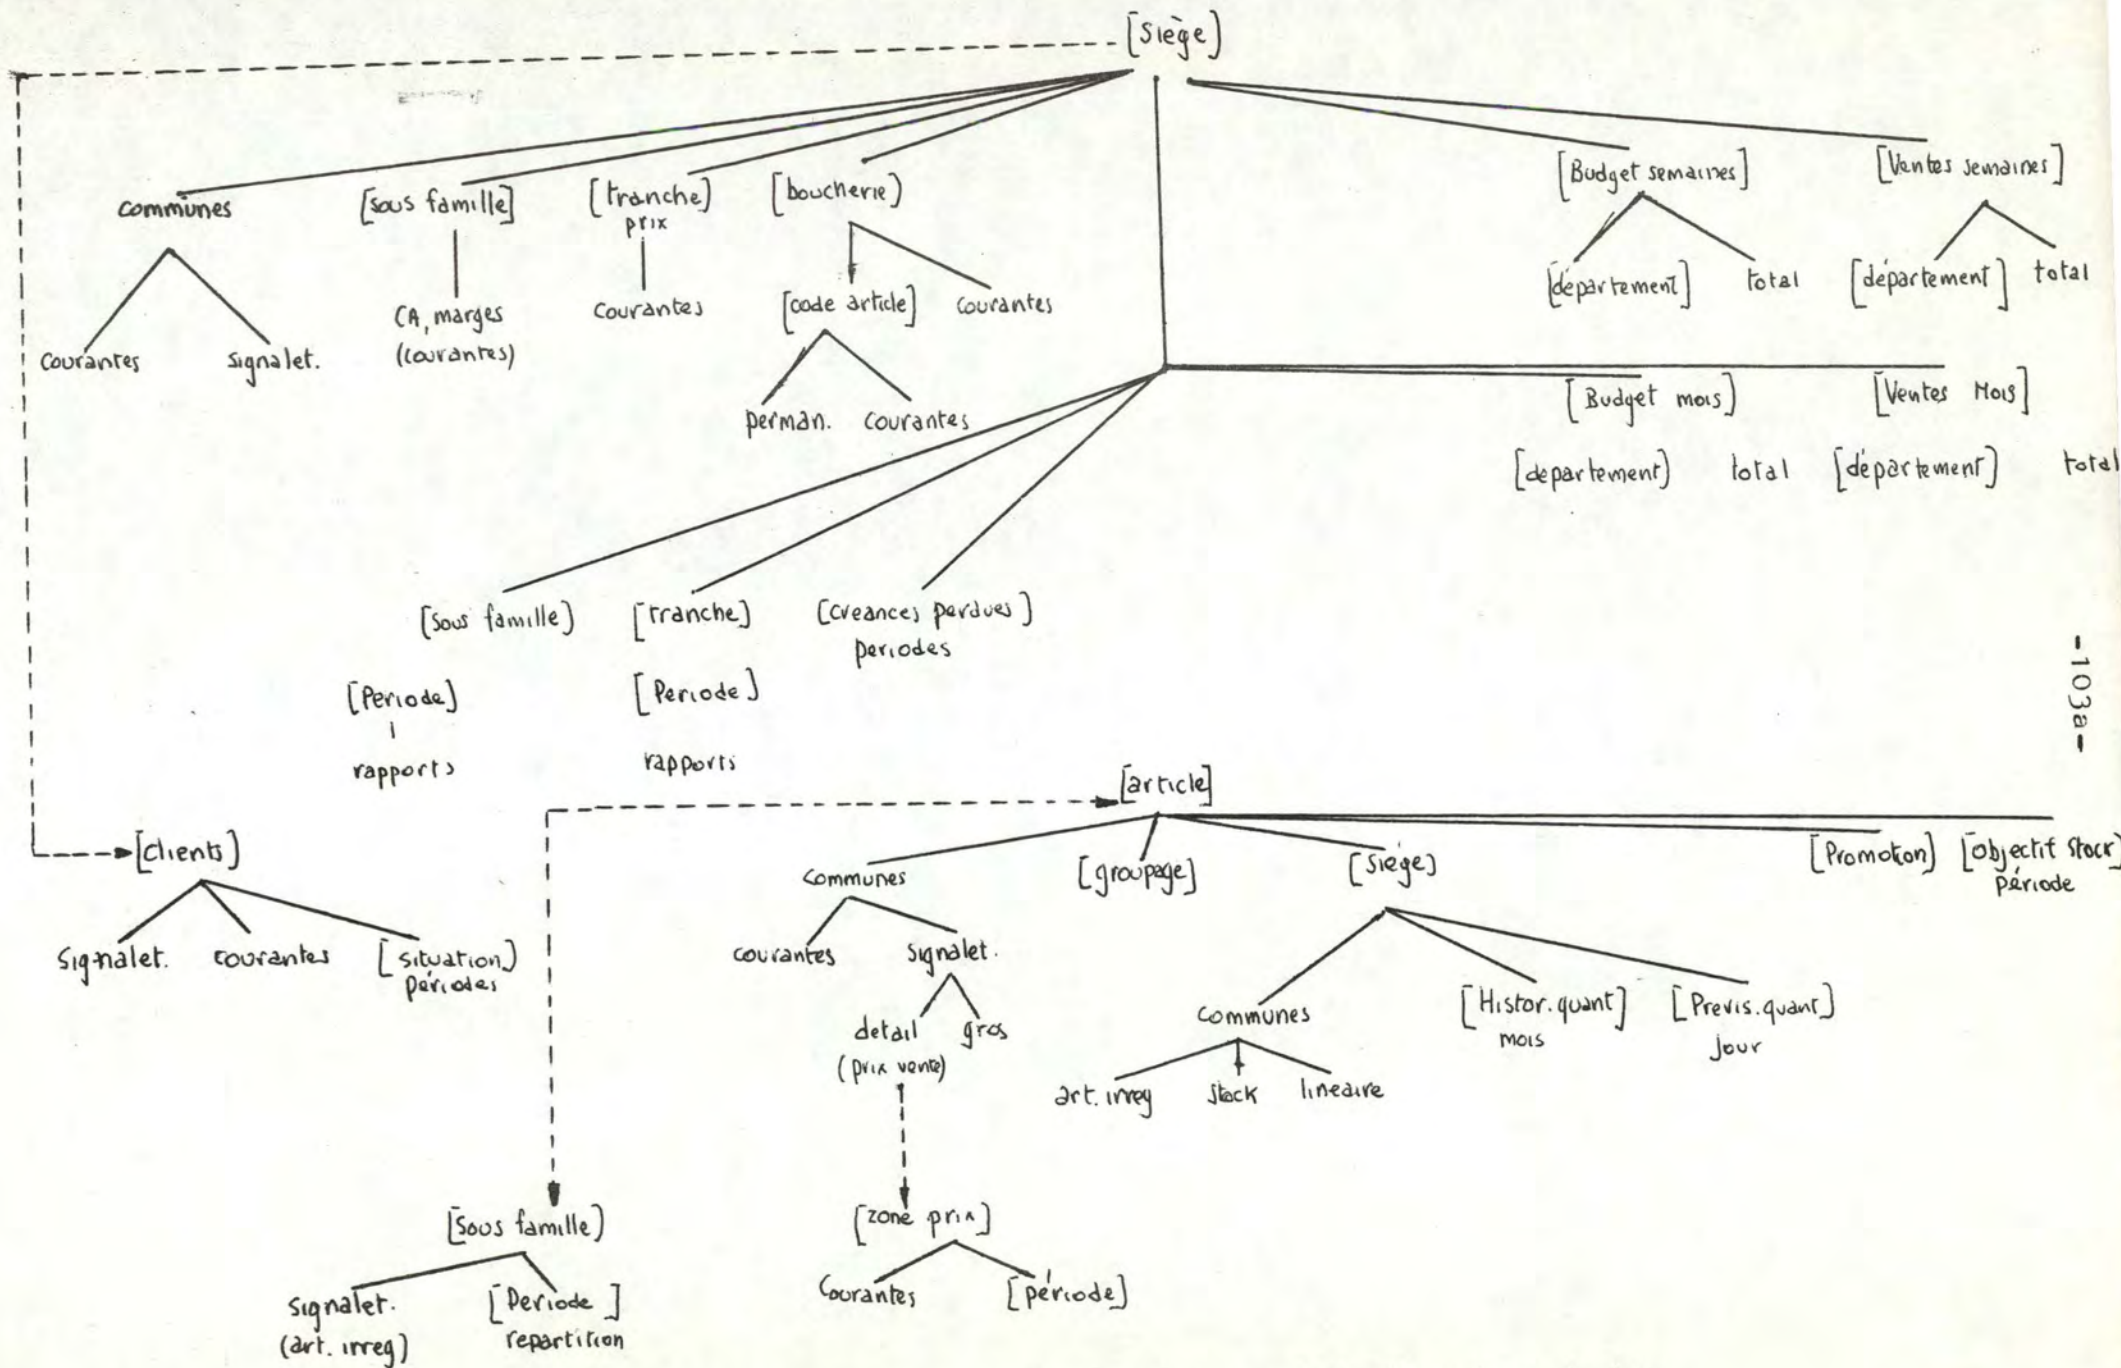 [Siège]
communes
[sous famille]
[tranche]
prix
[boucherie]
[Budget semaines]
[Ventes semaines]
courantes
signalet.
CA, marges
(courantes)
courantes
[code article]
courantes
[département]
total
[département]
total
perman.
courantes
[Budget mois]
[Ventes Mois]
[departement]
total
[département]
total
[sous famille]
[tranche]
[creances perdues]
periodes
[Periode]
[Periode]
rapports
rapports
-103a-
[article]
[clients]
communes
[groupage]
[siège]
[Promotion]
[objectif stock]
période
signalet.
courantes
[situation]
périodes
courantes
signalet.
detail
gros
(prix vente)
communes
[Histor.quant]
mois
[Previs.quant]
jour
art. irreg
stock
lineaire
[sous famille]
[zone prix]
signalet.
(art. irreg)
[Periode]
repartition
Courantes
[période]